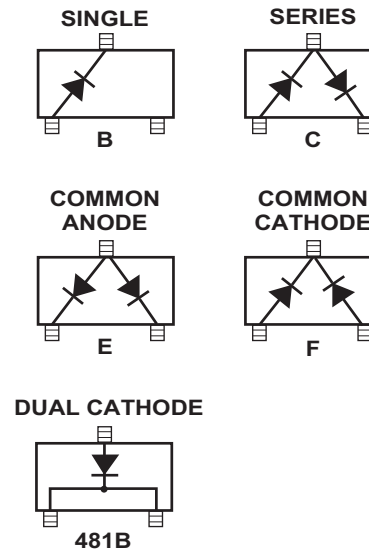 SINGLE
B
SERIES
C
COMMON
ANODE
E
COMMON
CATHODE
F
DUAL CATHODE
481B